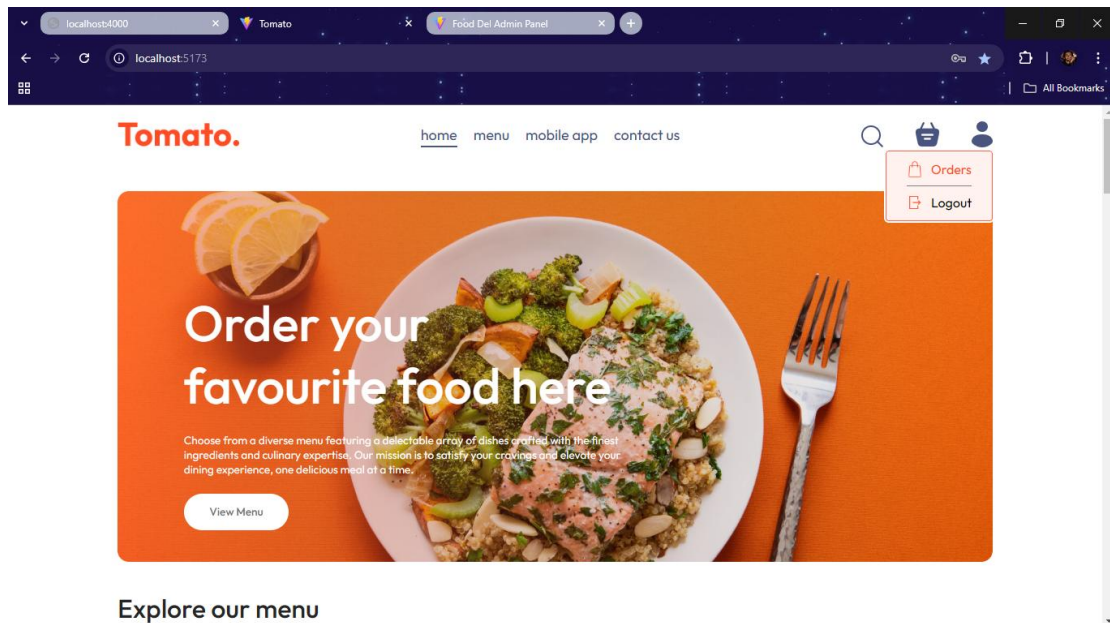 localhost:4000
Tomato
Food Del Admin Panel
localhost:5173
All Bookmarks
Tomato.
home menu mobile app contact us
Orders
Logout
Order your
favourite food here
Choose from a diverse menu featuring a delectable array of dishes crafted with the finest
ingredients and culinary expertise. Our mission is to satisfy your cravings and elevate your
dining experience, one delicious meal at a time.
View Menu
Explore our menu